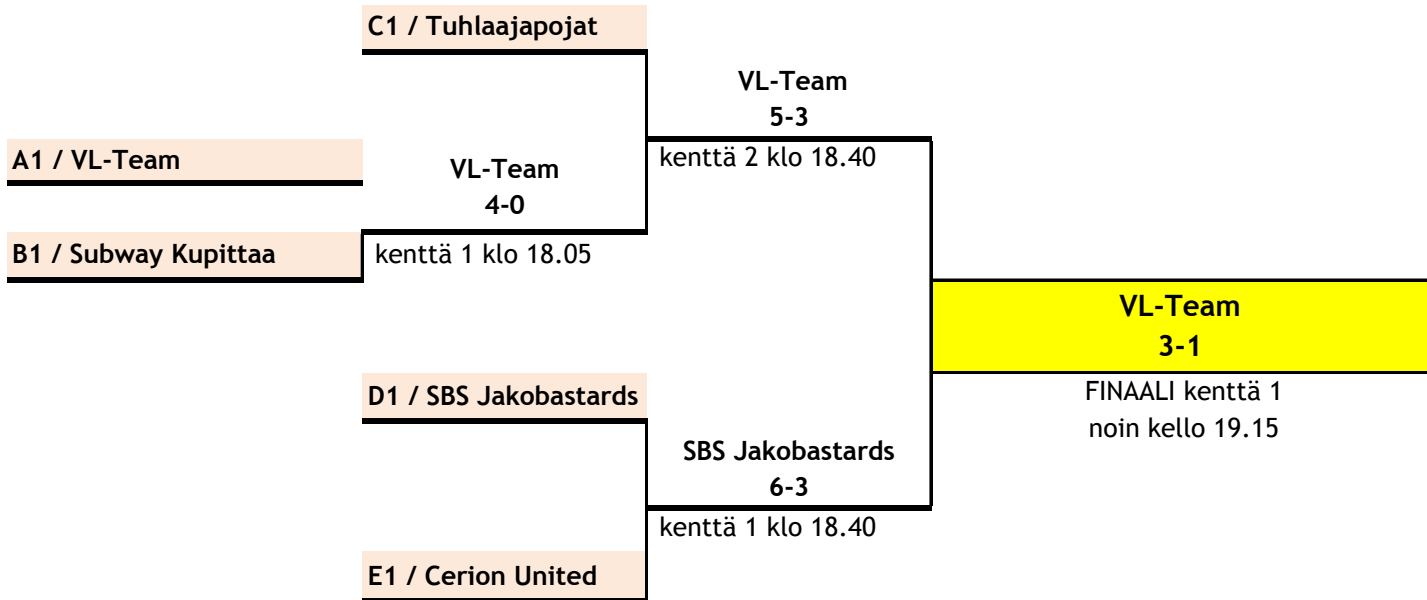 C1 / Tuhlaajapojat
VL-Team
5-3
kenttä 2 klo 18.40
A1 / VL-Team
VL-Team
4-0
B1 / Subway Kupittaa
kenttä 1 klo 18.05
VL-Team
3-1
FINAALI kenttä 1
noin kello 19.15
D1 / SBS Jakobastards
SBS Jakobastards
6-3
kenttä 1 klo 18.40
E1 / Cerion United